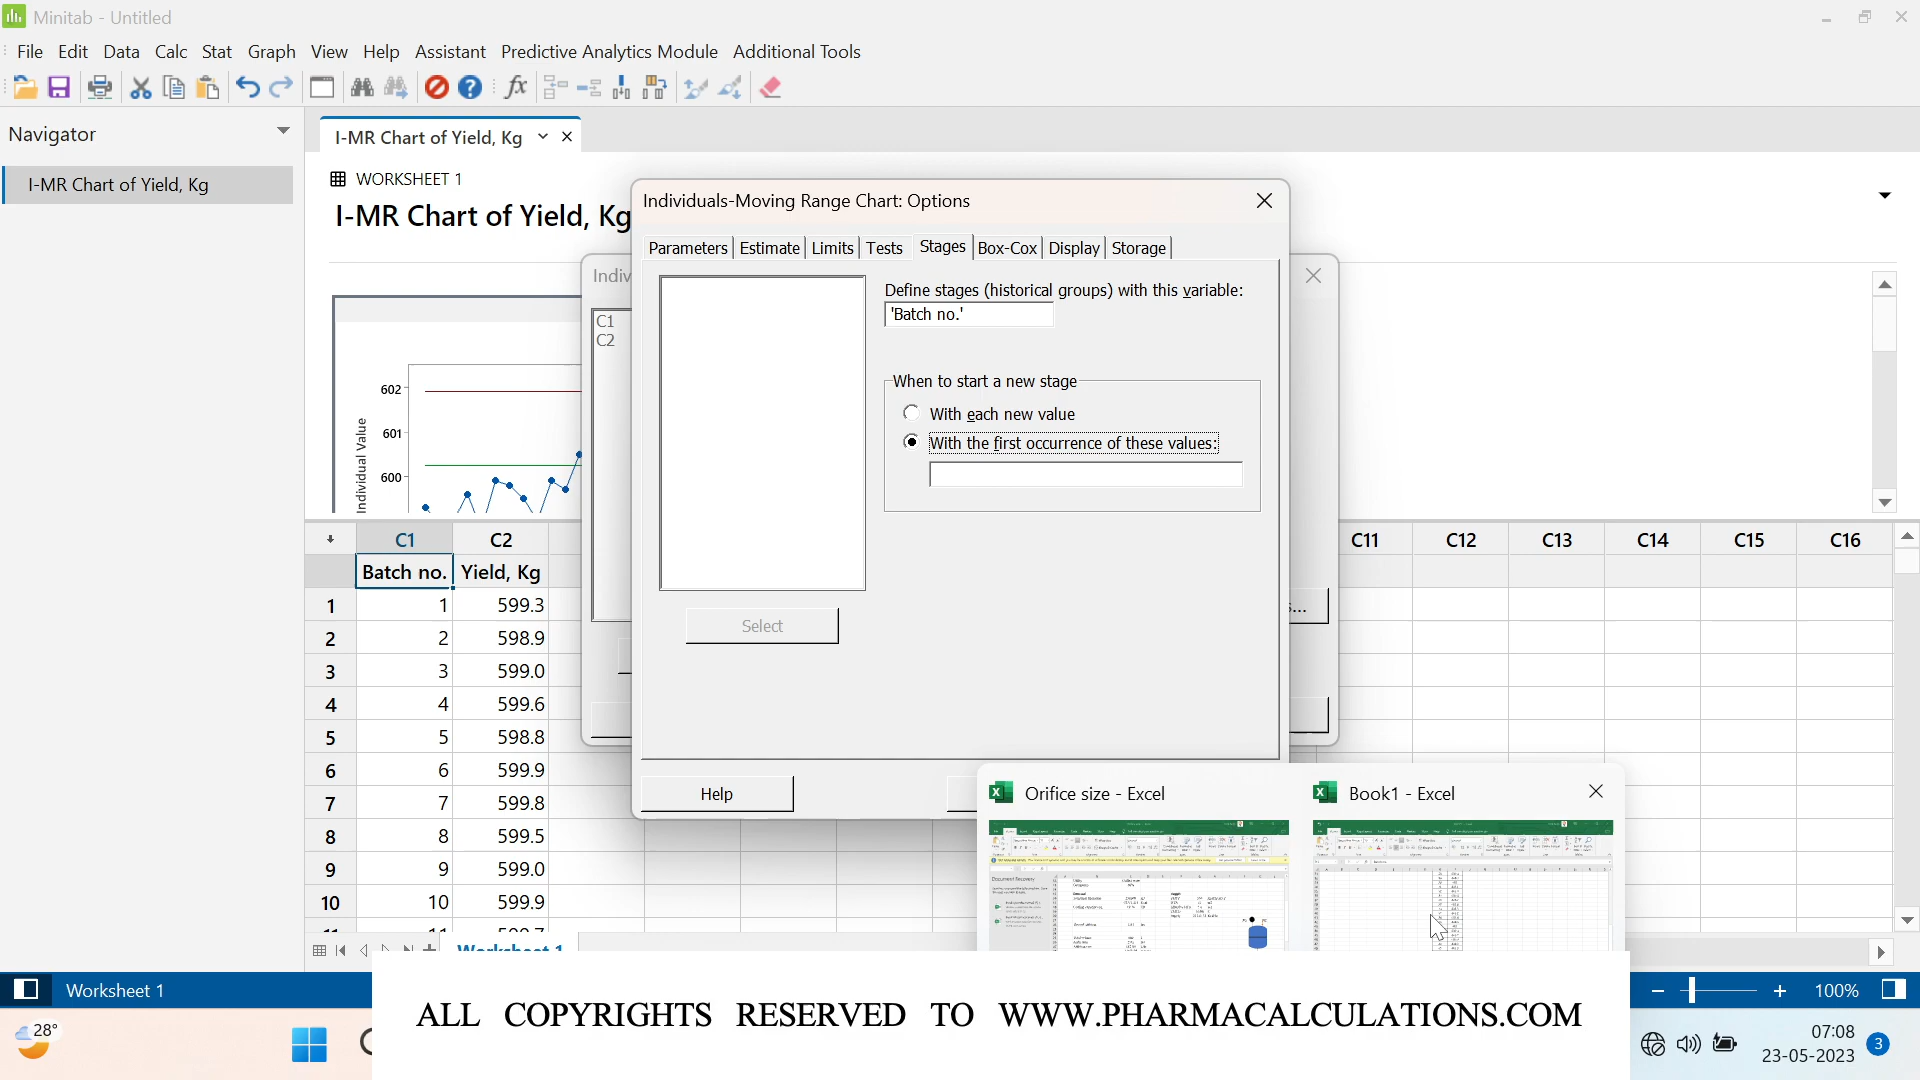 Minitab - Untitled
File Edit Data Calc Stat Graph View Help Assistant Predictive Analytics Module Additional Tools
Navigator
I-MR Chart of Yield, Kg
I-MR Chart of Yield, Kg
WORKSHEET 1
I-MR Chart of Yield, Kg
602
601
600
Individual Value
Indiv
C1
C2
Individuals-Moving Range Chart: Options
Parameters Estimate Limits Tests Stages Box-Cox Display Storage
Define stages (historical groups) with this variable:
'Batch no.'
When to start a new stage
With each new value
With the first occurrence of these values:
Select
Help
C1 C2 C11 C12 C13 C14 C15 C16
Batch no. Yield, Kg
1 1 599.3
2 2 598.9
3 3 599.0
4 4 599.6
5 5 598.8
6 6 599.9
7 7 599.8
8 8 599.5
9 9 599.0
10 10 599.9
Orifice size - Excel
Book1 - Excel
Worksheet 1
Worksheet 1
100%
ALL COPYRIGHTS RESERVED TO WWW.PHARMACALCULATIONS.COM
28°
07:08
23-05-2023
3